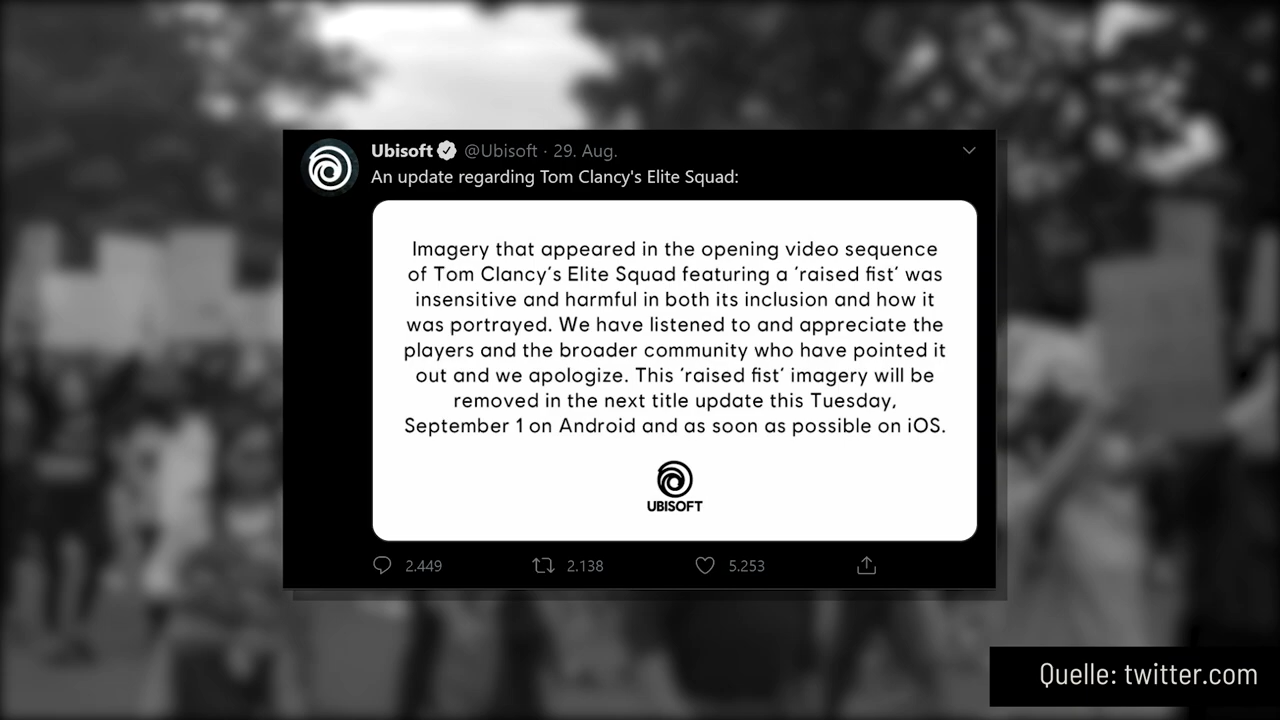 Ubisoft @Ubisoft · 29. Aug.
An update regarding Tom Clancy's Elite Squad:
Imagery that appeared in the opening video sequence
of Tom Clancy's Elite Squad featuring a 'raised fist' was
insensitive and harmful in both its inclusion and how it
was portrayed. We have listened to and appreciate the
players and the broader community who have pointed it
out and we apologize. This 'raised fist' imagery will be
removed in the next title update this Tuesday,
September 1 on Android and as soon as possible on iOS.
UBISOFT
2.449 2.138 5.253
Quelle: twitter.com